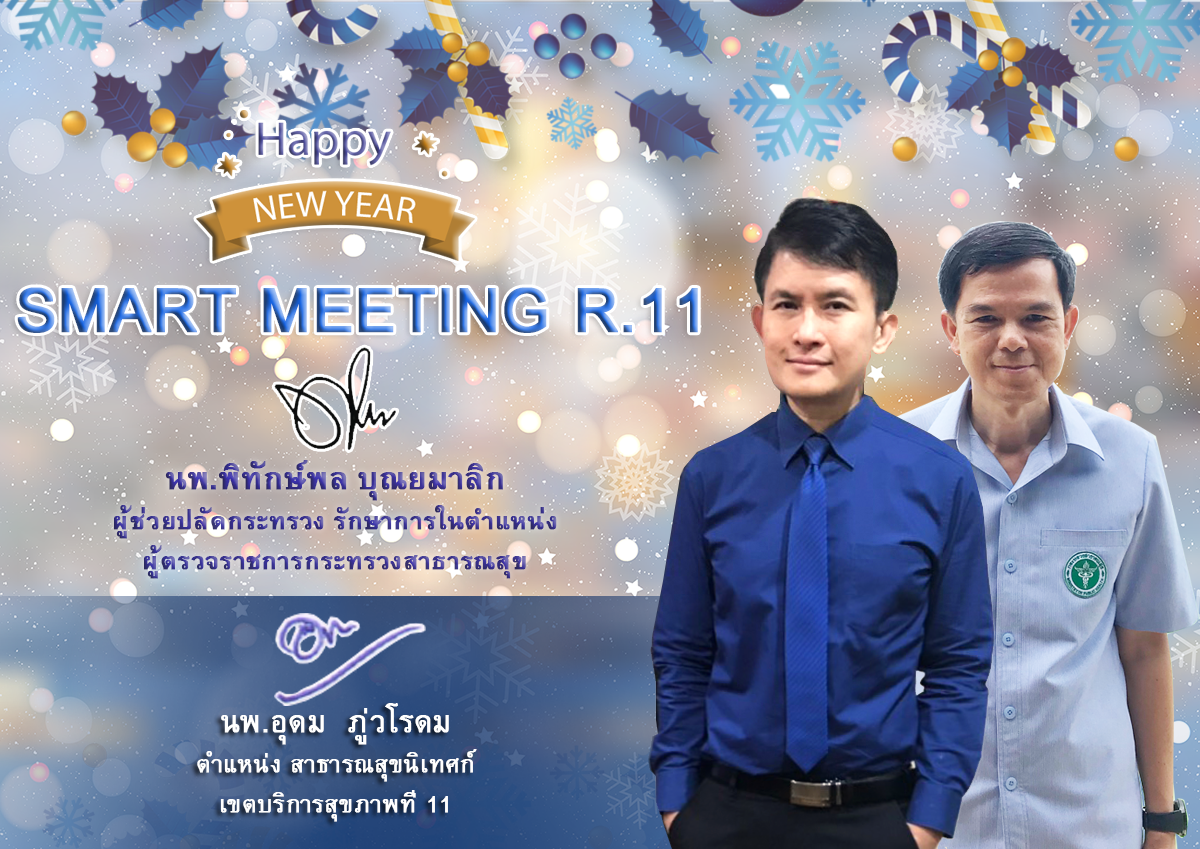 Happy
NEW YEAR
SMART MEETING R.11
นพ.พิทักษ์พล บุณยมาลิก
ผู้ช่วยปลัดกระทรวง รักษาการในตำแหน่ง
ผู้ตรวจราชการกระทรวงสาธารณสุข
นพ.อุดม ภู่วโรดม
ตำแหน่ง สาธารณสุขนิเทศก์
เขตบริการสุขภาพที่ 11